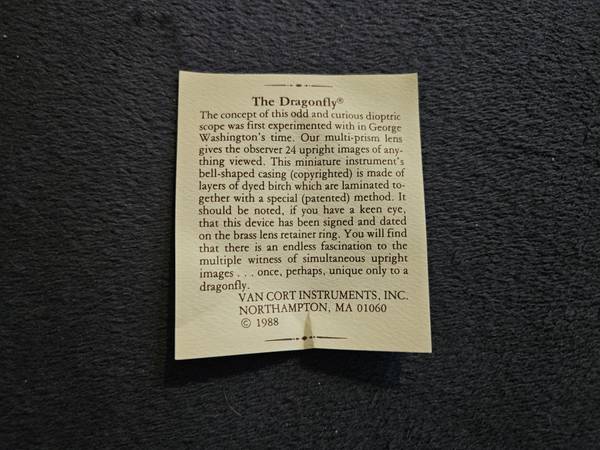 The Dragonfly®
The concept of this odd and curious dioptric
scope was first experimented with in George
Washington's time. Our multi-prism lens
gives the observer 24 upright images of any-
thing viewed. This miniature instrument's
bell-shaped casing (copyrighted) is made of
layers of dyed birch which are laminated to-
gether with a special (patented) method. It
should be noted, if you have a keen eye,
that this device has been signed and dated
on the brass lens retainer ring. You will find
that there is an endless fascination to the
multiple witness of simultaneous upright
images . . . once, perhaps, unique only to a
dragonfly.
VAN CORT INSTRUMENTS, INC.
NORTHAMPTON, MA 01060
© 1988